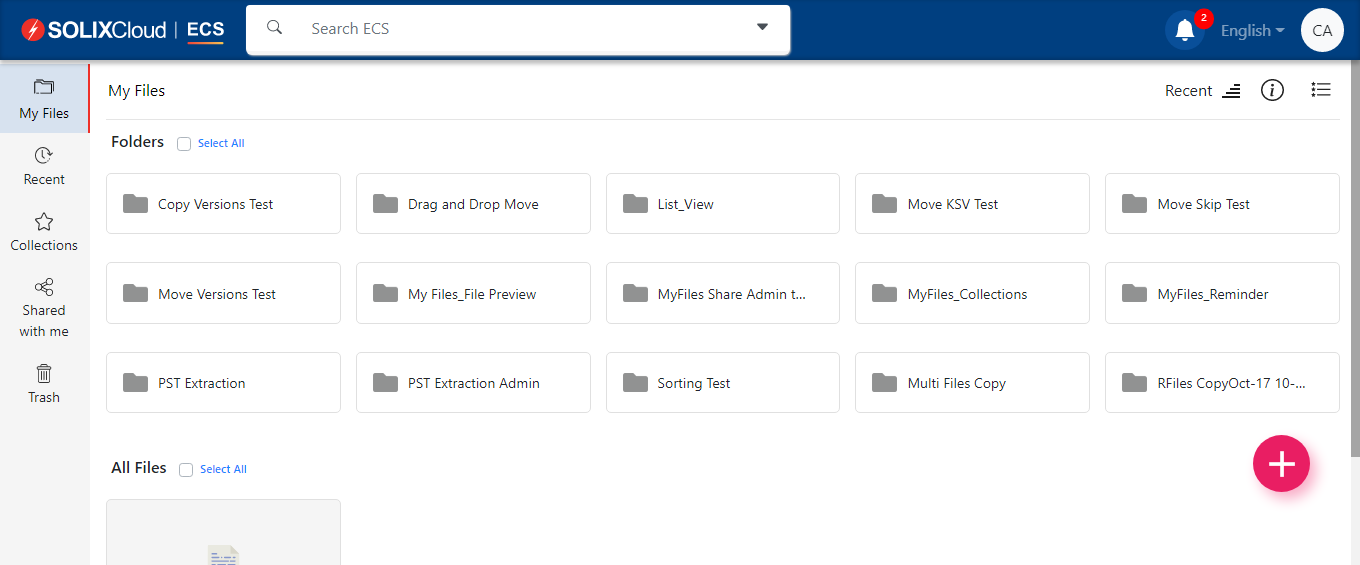 SOLIXCloud | ECS
Search ECS
2
English
CA
My Files
Recent
Collections
Shared
with me
Trash
My Files
Recent
Folders
Select All
Copy Versions Test
Drag and Drop Move
List_View
Move KSV Test
Move Skip Test
Move Versions Test
My Files_File Preview
MyFiles Share Admin t...
MyFiles_Collections
MyFiles_Reminder
PST Extraction
PST Extraction Admin
Sorting Test
Multi Files Copy
RFiles CopyOct-17 10-...
All Files
Select All